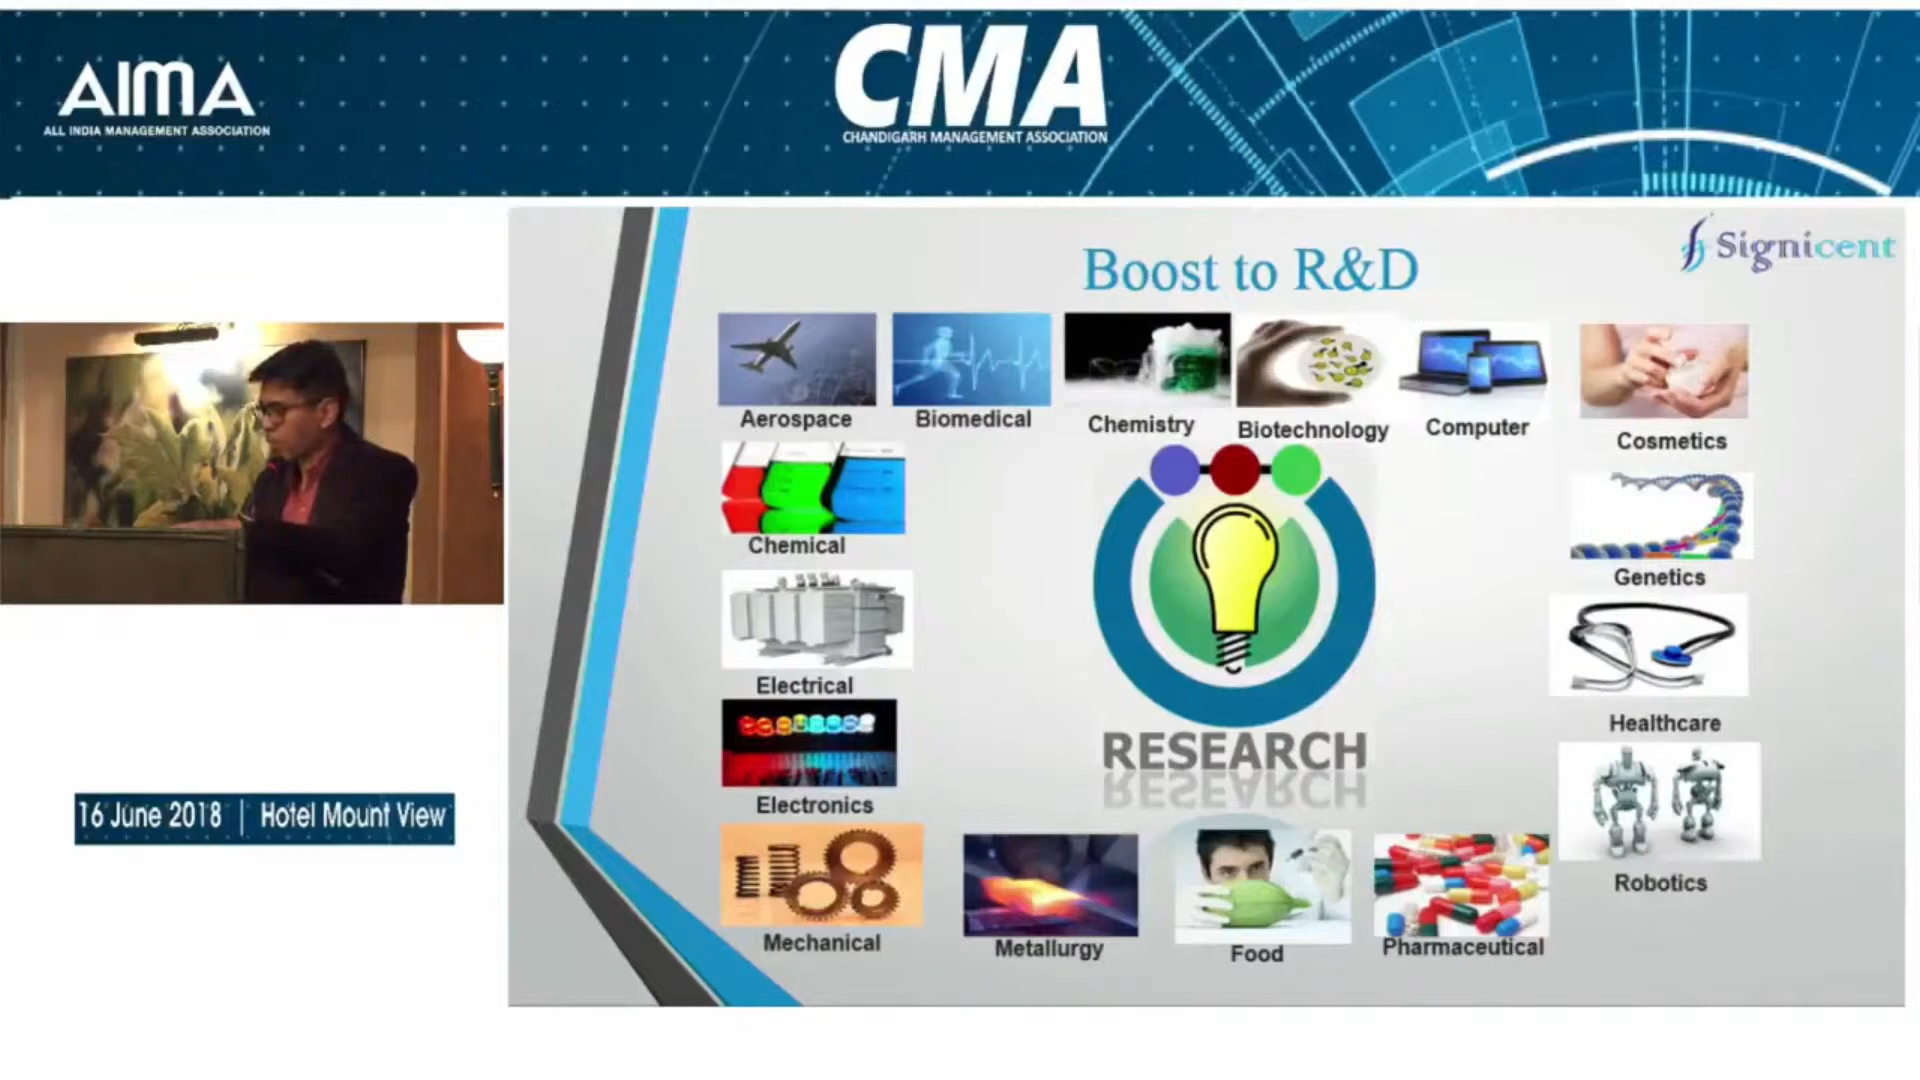 AIMA
ALL INDIA MANAGEMENT ASSOCIATION
CMA
CHANDIGARH MANAGEMENT ASSOCIATION
Signicent
Boost to R&D
Aerospace
Biomedical
Chemistry
Biotechnology
Computer
Cosmetics
Chemical
Genetics
Electrical
Healthcare
RESEARCH
Electronics
16 June 2018 | Hotel Mount View
Robotics
Mechanical
Metallurgy
Food
Pharmaceutical